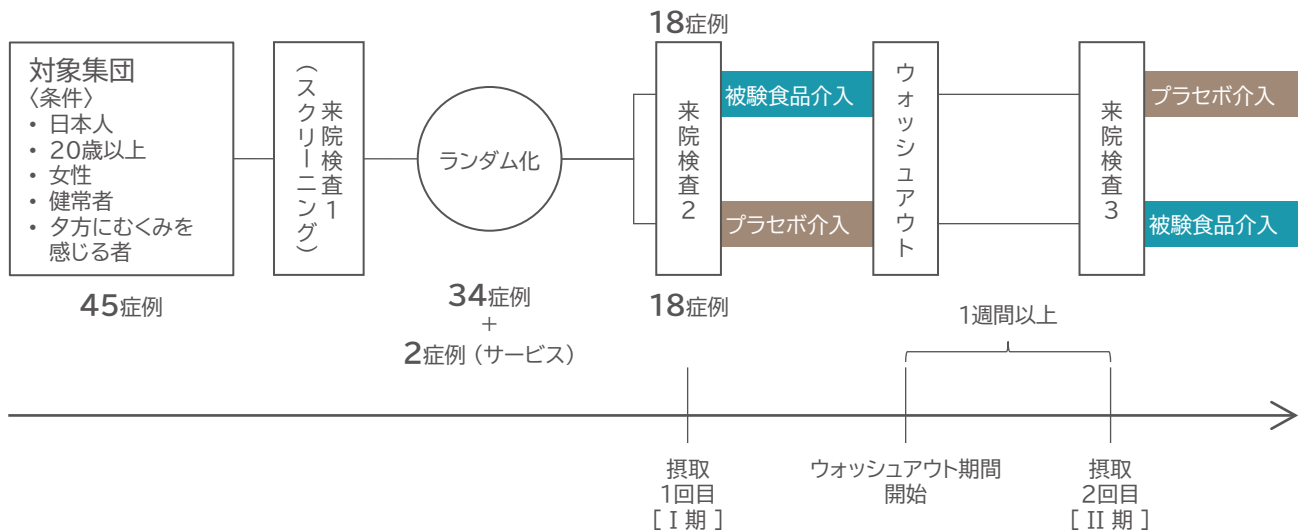 対象集団
〈条件〉
• 日本人
• 20歳以上
• 女性
• 健常者
• 夕方にむくみを
感じる者
45症例
来院検査1
(スクリーニング)
ランダム化
34症例
+
2症例（サービス）
18症例
来院検査2
18症例
被験食品介入
プラセボ介入
ウォッシュアウト
来院検査3
プラセボ介入
被験食品介入
1週間以上
摂取
1回目
[ I 期 ]
ウォッシュアウト期間
開始
摂取
2回目
[ II 期 ]